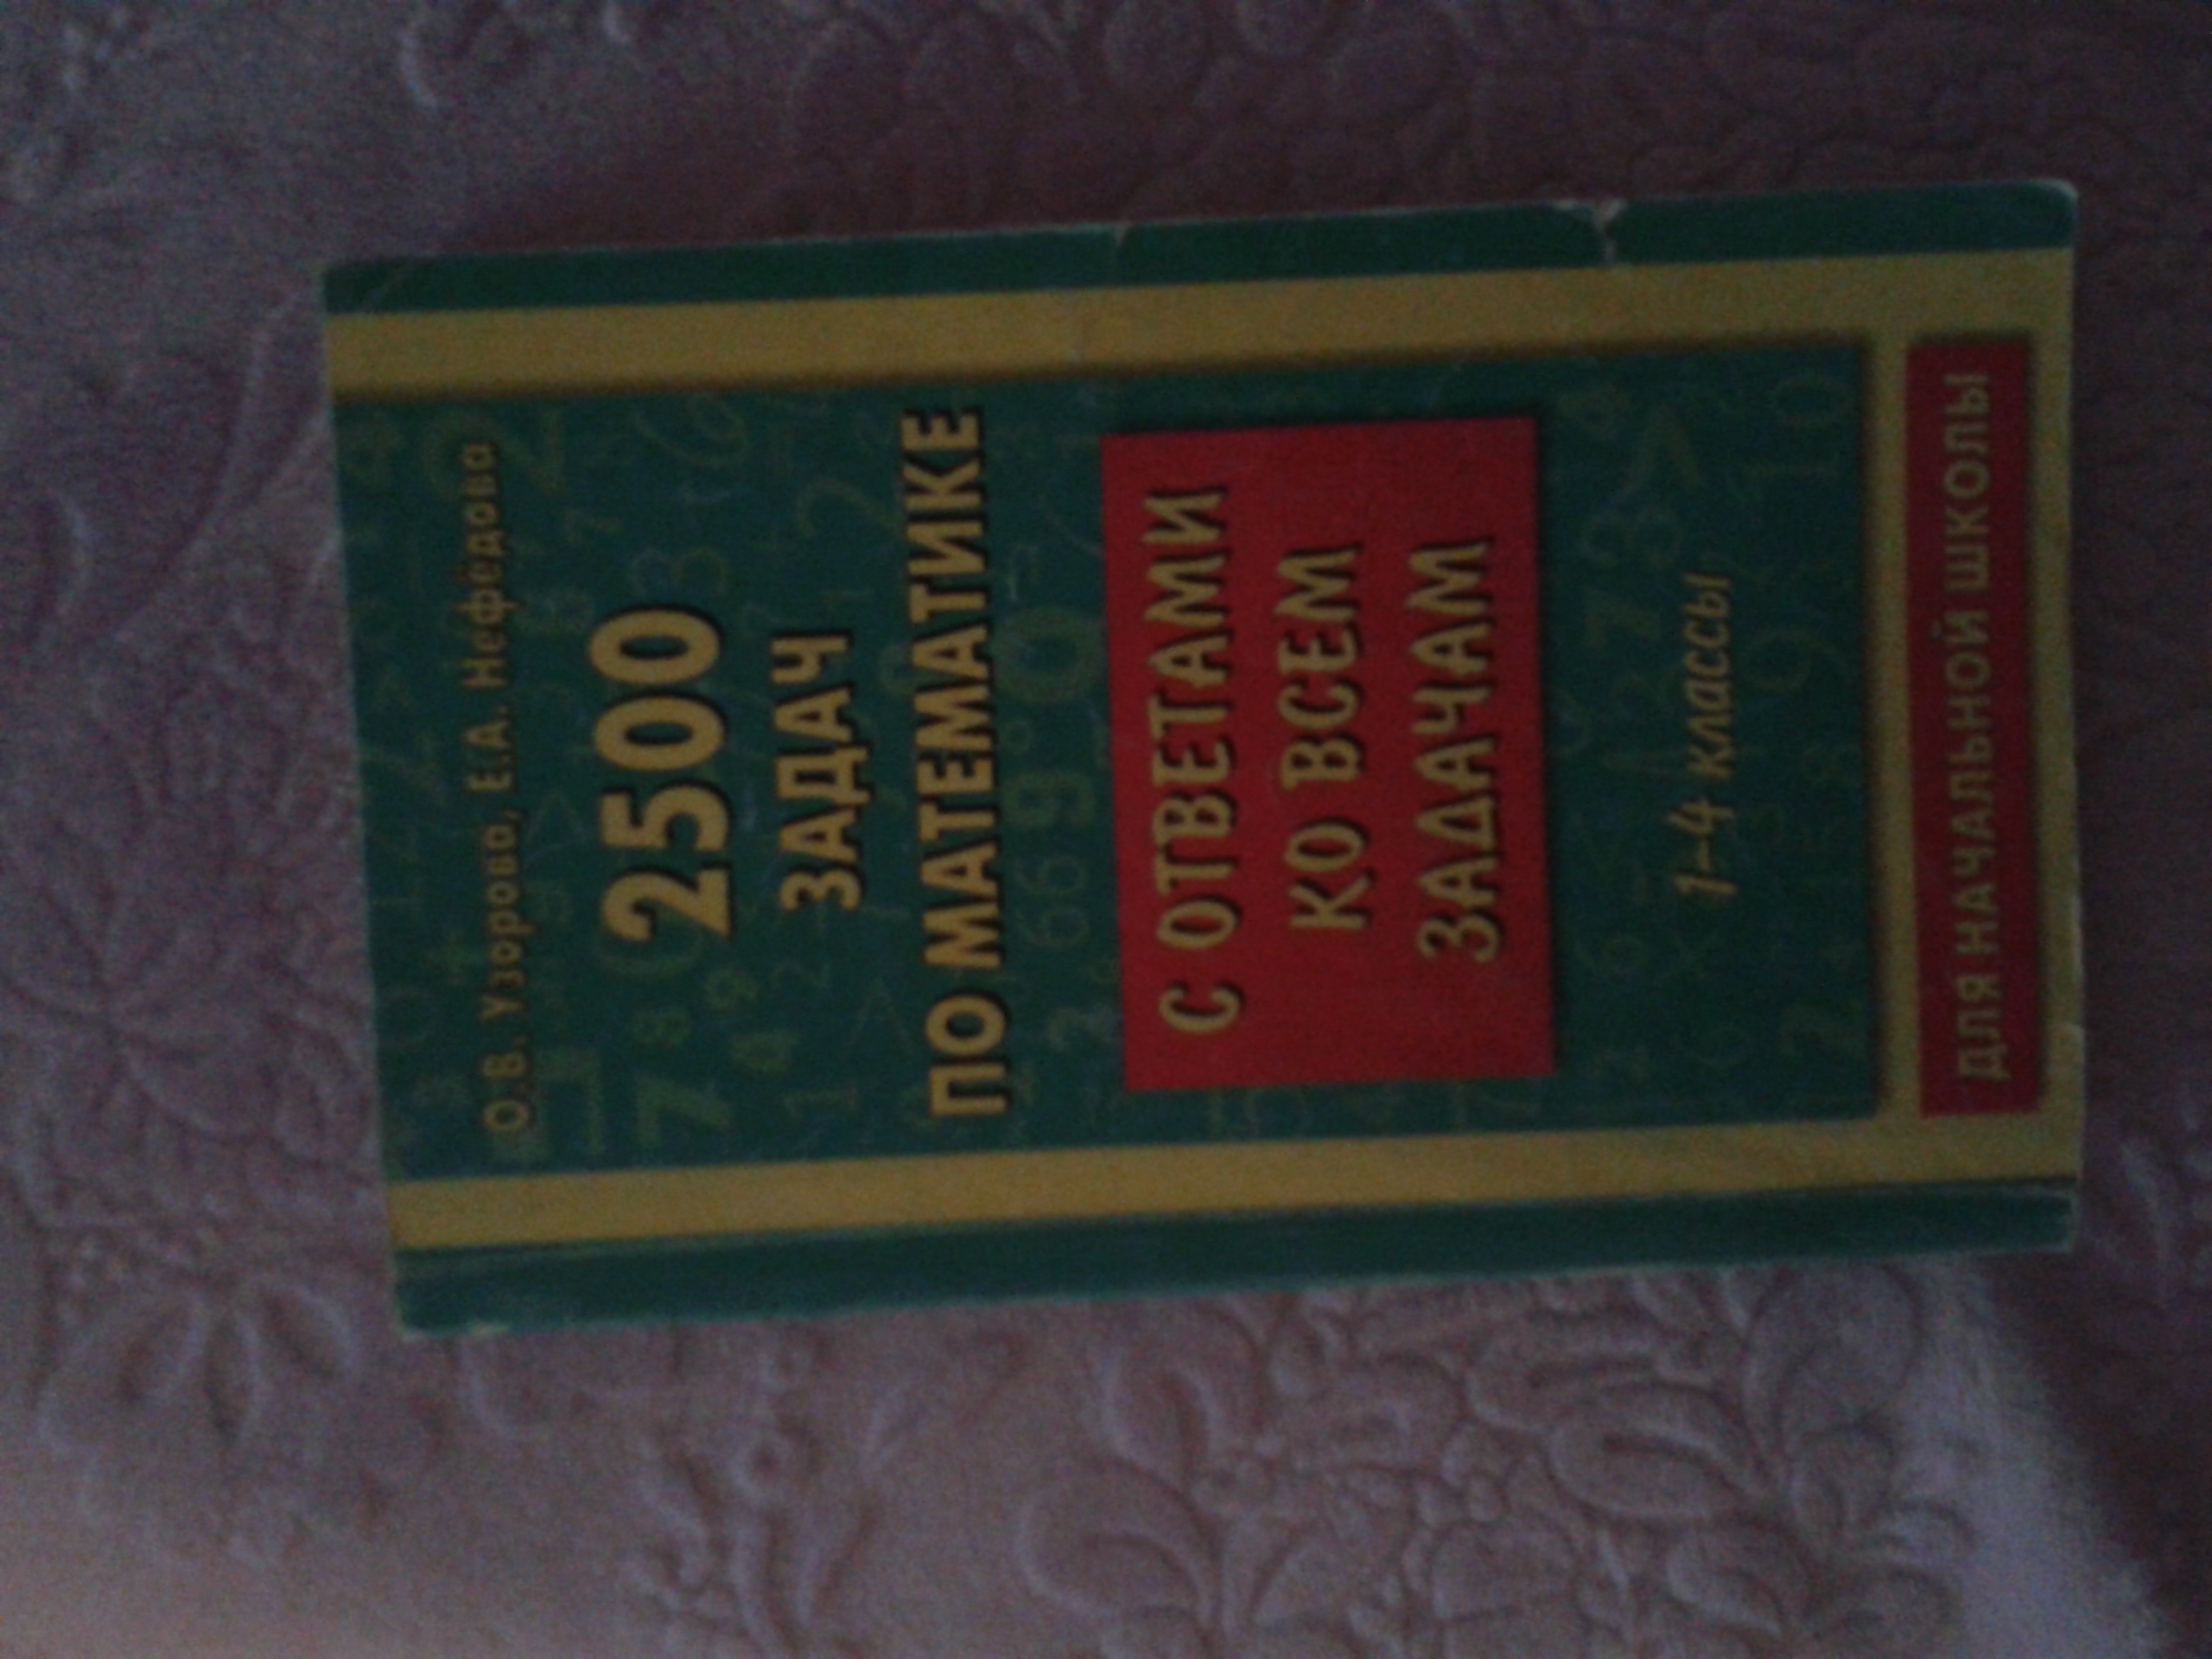 О.В. Узорова, Е.А. Нефёдова
2500
ЗАДАЧ
ПО МАТЕМАТИКЕ
С ОТВЕТАМИ
КО ВСЕМ
ЗАДАЧАМ
1–4 классы
ДЛЯ НАЧАЛЬНОЙ ШКОЛЫ